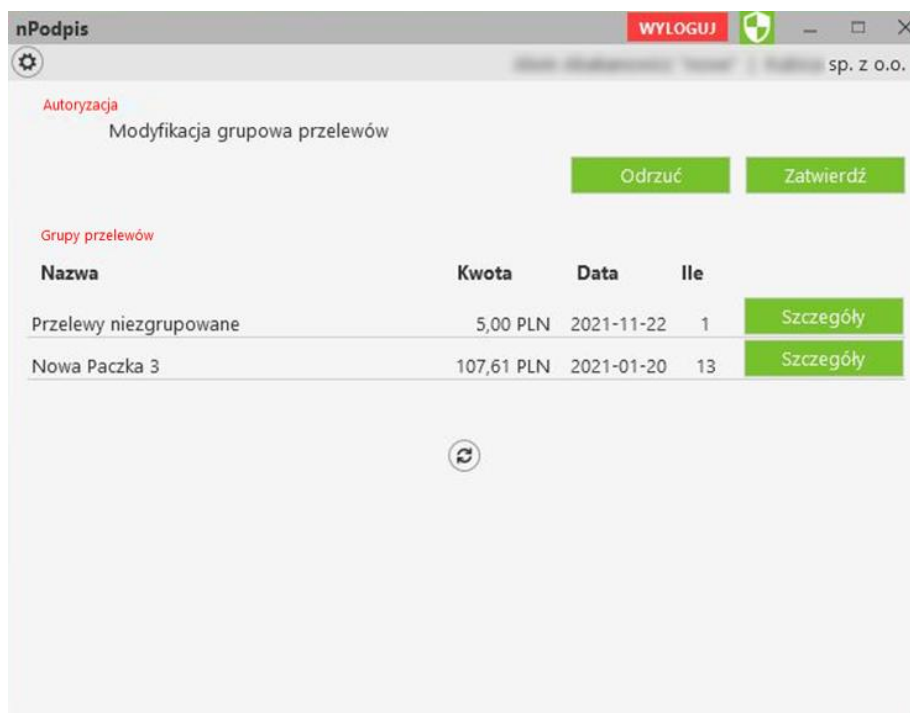 nPodpis WYLOGUJ
sp. z o.o.
Autoryzacja
Modyfikacja grupowa przelewów
Odrzuć Zatwierdź
Grupy przelewów
Nazwa Kwota Data Ile
Przelewy niezgrupowane 5,00 PLN 2021-11-22 1 Szczegóły
Nowa Paczka 3 107,61 PLN 2021-01-20 13 Szczegóły